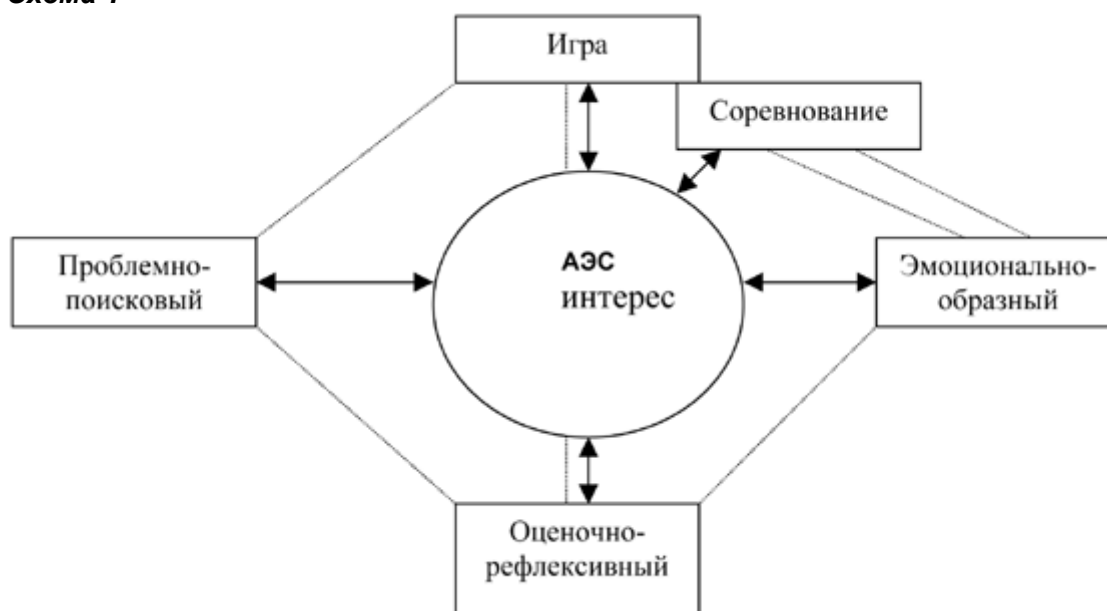 Игра
Соревнование
Проблемно-
поисковый
АЭС
интерес
Эмоционально-
образный
Оценочно-
рефлексивный